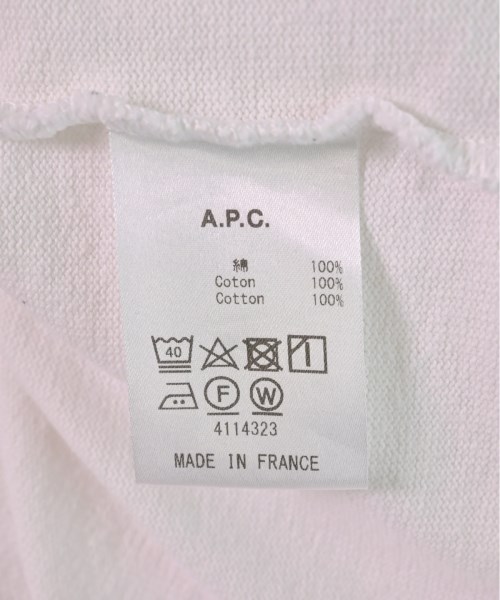 A.P.C.
綿 100%
Coton 100%
Cotton 100%
40
F W
4114323
MADE IN FRANCE